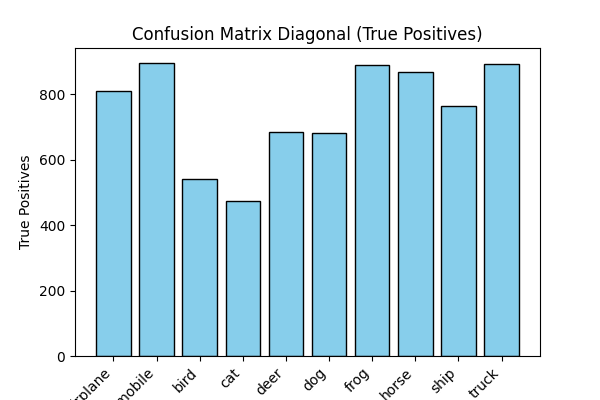 Confusion Matrix Diagonal (True Positives)
True Positives
800
600
400
200
0
rplane
mobile
bird
cat
deer
dog
frog
horse
ship
truck